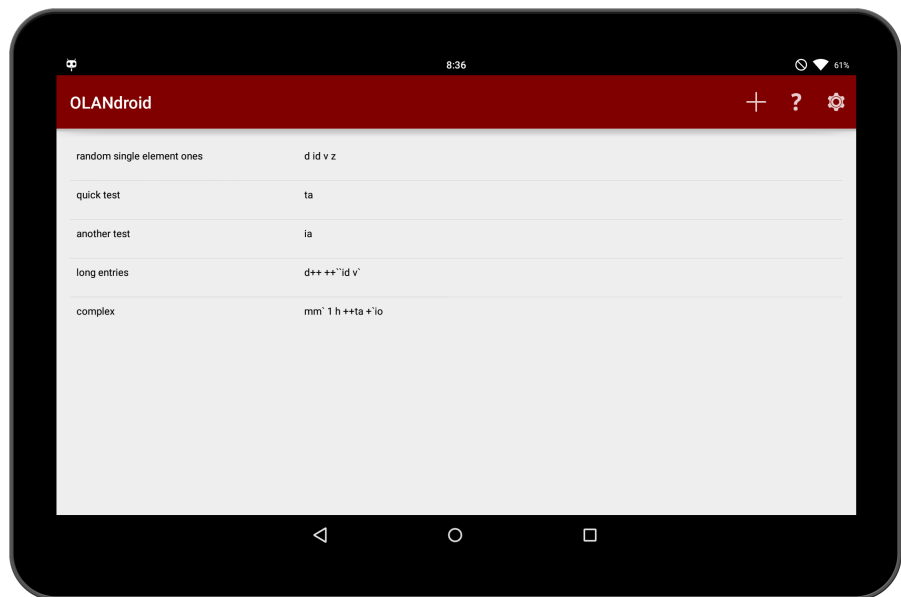 8:36 61%
OLANdroid ?
random single element ones d id v z
quick test ta
another test ia
long entries d++ ++``id v`
complex mm` 1 h ++ta +`io